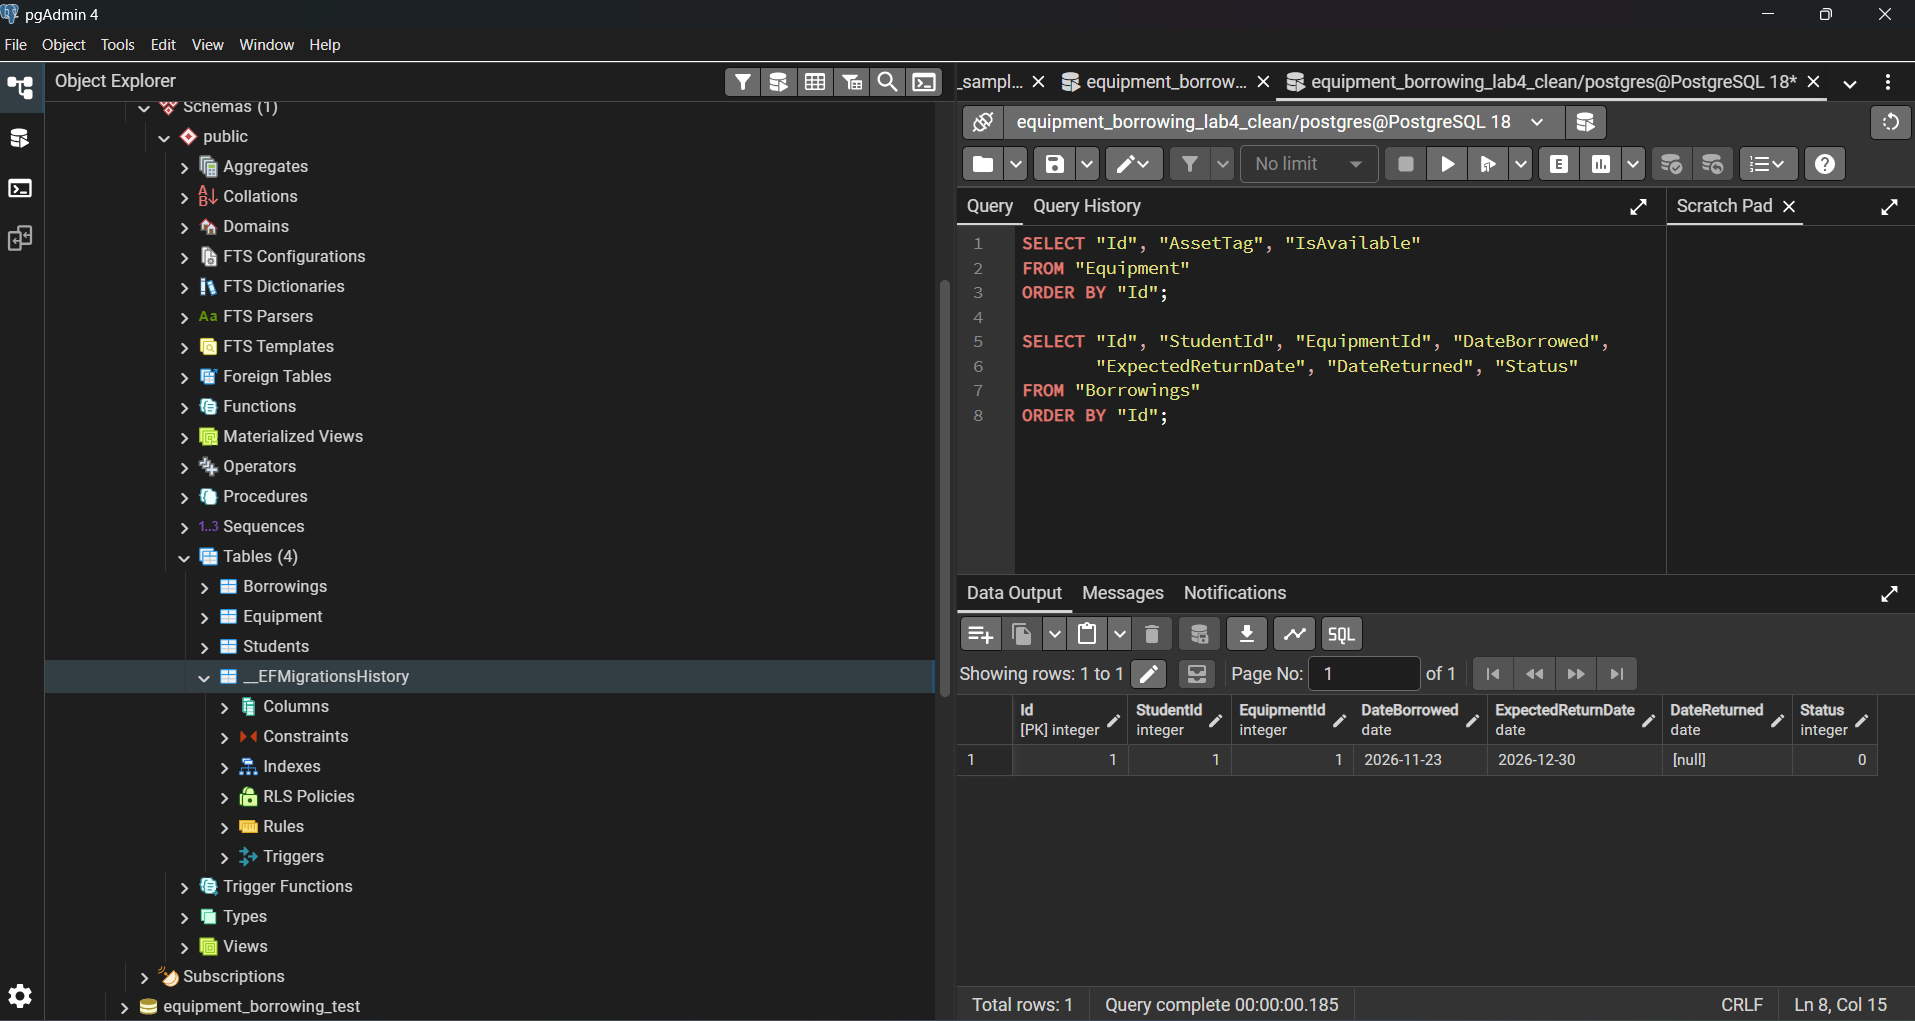 pgAdmin 4
File Object Tools Edit View Window Help
Object Explorer
Schemas (1)
public
Aggregates
Collations
Domains
FTS Configurations
FTS Dictionaries
Aa FTS Parsers
FTS Templates
Foreign Tables
Functions
Materialized Views
Operators
Procedures
1..3 Sequences
Tables (4)
Borrowings
Equipment
Students
__EFMigrationsHistory
Columns
Constraints
Indexes
RLS Policies
Rules
Triggers
Trigger Functions
Types
Views
Subscriptions
equipment_borrowing_test
_sampl... equipment_borrow... equipment_borrowing_lab4_clean/postgres@PostgreSQL 18*
equipment_borrowing_lab4_clean/postgres@PostgreSQL 18
No limit E
Query Query History
Scratch Pad
1 SELECT "Id", "AssetTag", "IsAvailable"
2 FROM "Equipment"
3 ORDER BY "Id";
4
5 SELECT "Id", "StudentId", "EquipmentId", "DateBorrowed",
6 "ExpectedReturnDate", "DateReturned", "Status"
7 FROM "Borrowings"
8 ORDER BY "Id";
Data Output Messages Notifications
SQL
Showing rows: 1 to 1 Page No: 1 of 1
Id StudentId EquipmentId DateBorrowed ExpectedReturnDate DateReturned Status
[PK] integer integer integer date date date integer
1 1 1 1 2026-11-23 2026-12-30 [null] 0
Total rows: 1 Query complete 00:00:00.185 CRLF Ln 8, Col 15